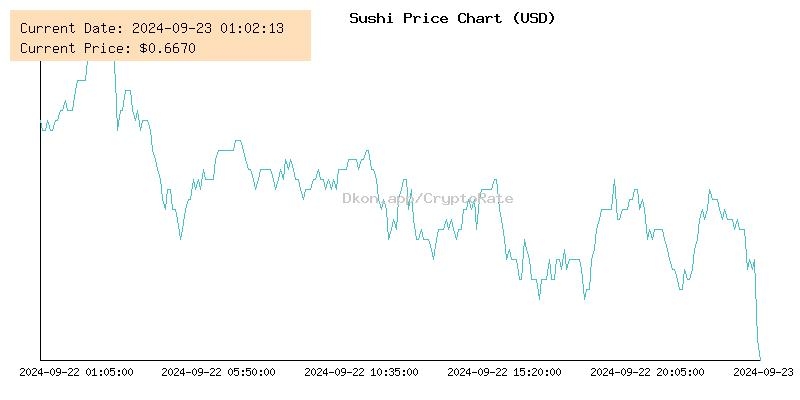 Sushi Price Chart (USD)
Current Date: 2024-09-23 01:02:13
Current Price: $0.6670
Dkon.app/CryptoRate
2024-09-22 01:05:00 2024-09-22 05:50:00 2024-09-22 10:35:00 2024-09-22 15:20:00 2024-09-22 20:05:00 2024-09-23